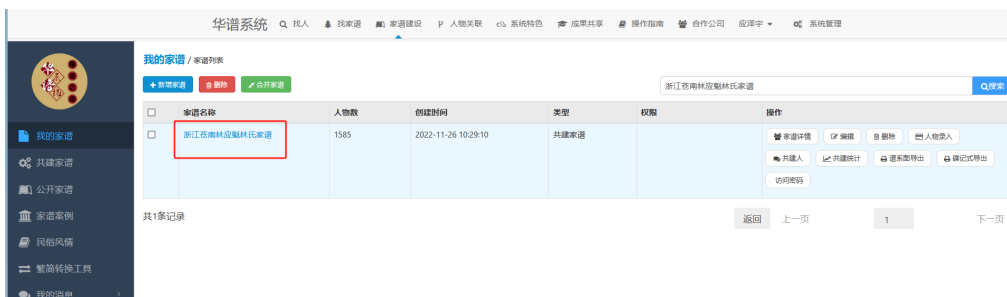 华谱系统 找人 找家谱 家谱建设 人物关联 系统特色 成果共享 操作指南 合作公司 应泽宇 系统管理
我的家谱 / 家谱列表
+新增家谱 删除 合并家谱 浙江苍南林应魁林氏家谱 搜索
家谱名称 人物数 创建时间 类型 权限 操作
浙江苍南林应魁林氏家谱 1585 2022-11-26 10:29:10 共建家谱 家谱详情 编辑 删除 人物录入
共建人 共建统计 谱系图导出 谍记式导出
访问密码
共1条记录 返回 上一页 1 下一页
我的家谱
共建家谱
公开家谱
家谱案例
民俗风情
繁简转换工具
我的消息